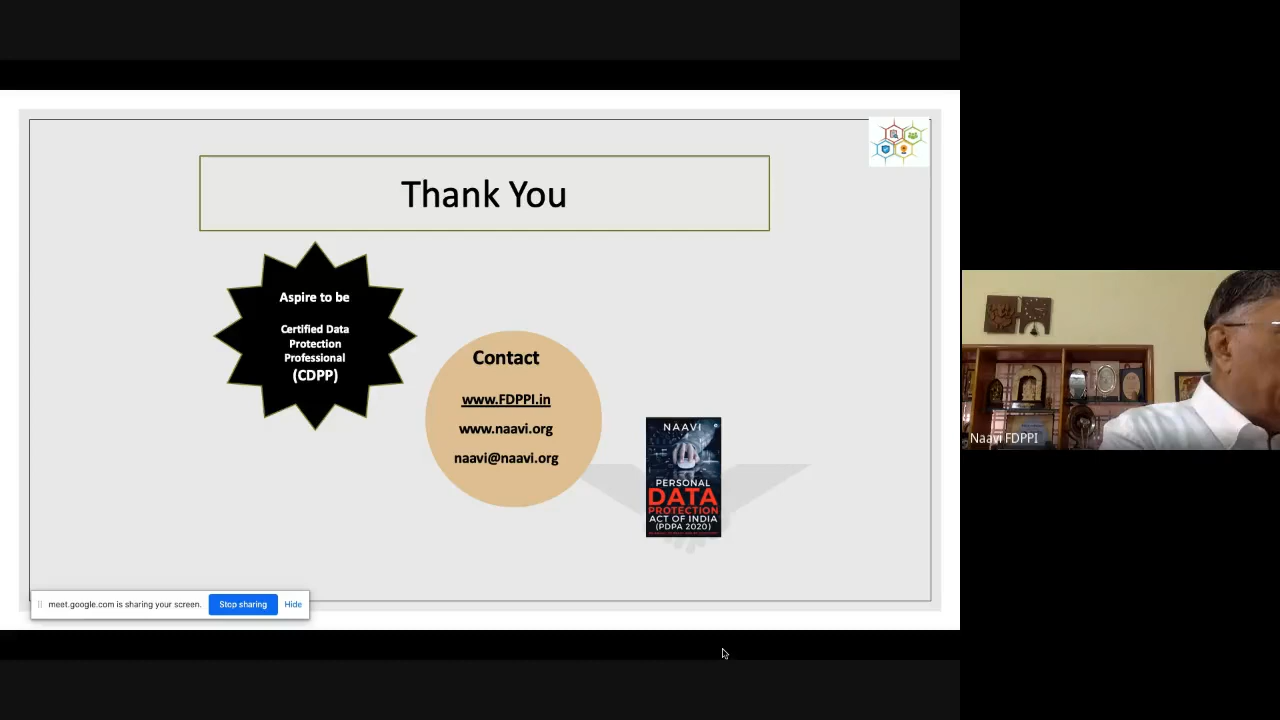 Thank You
Aspire to be
Certified Data
Protection
Professional
(CDPP)
Contact
www.FDPPI.in
www.naavi.org
naavi@naavi.org
NAAVI
PERSONAL
DATA
PROTECTION
ACT OF INDIA
(PDPA 2020)
meet.google.com is sharing your screen.
Stop sharing
Hide
Naavi FDPPI